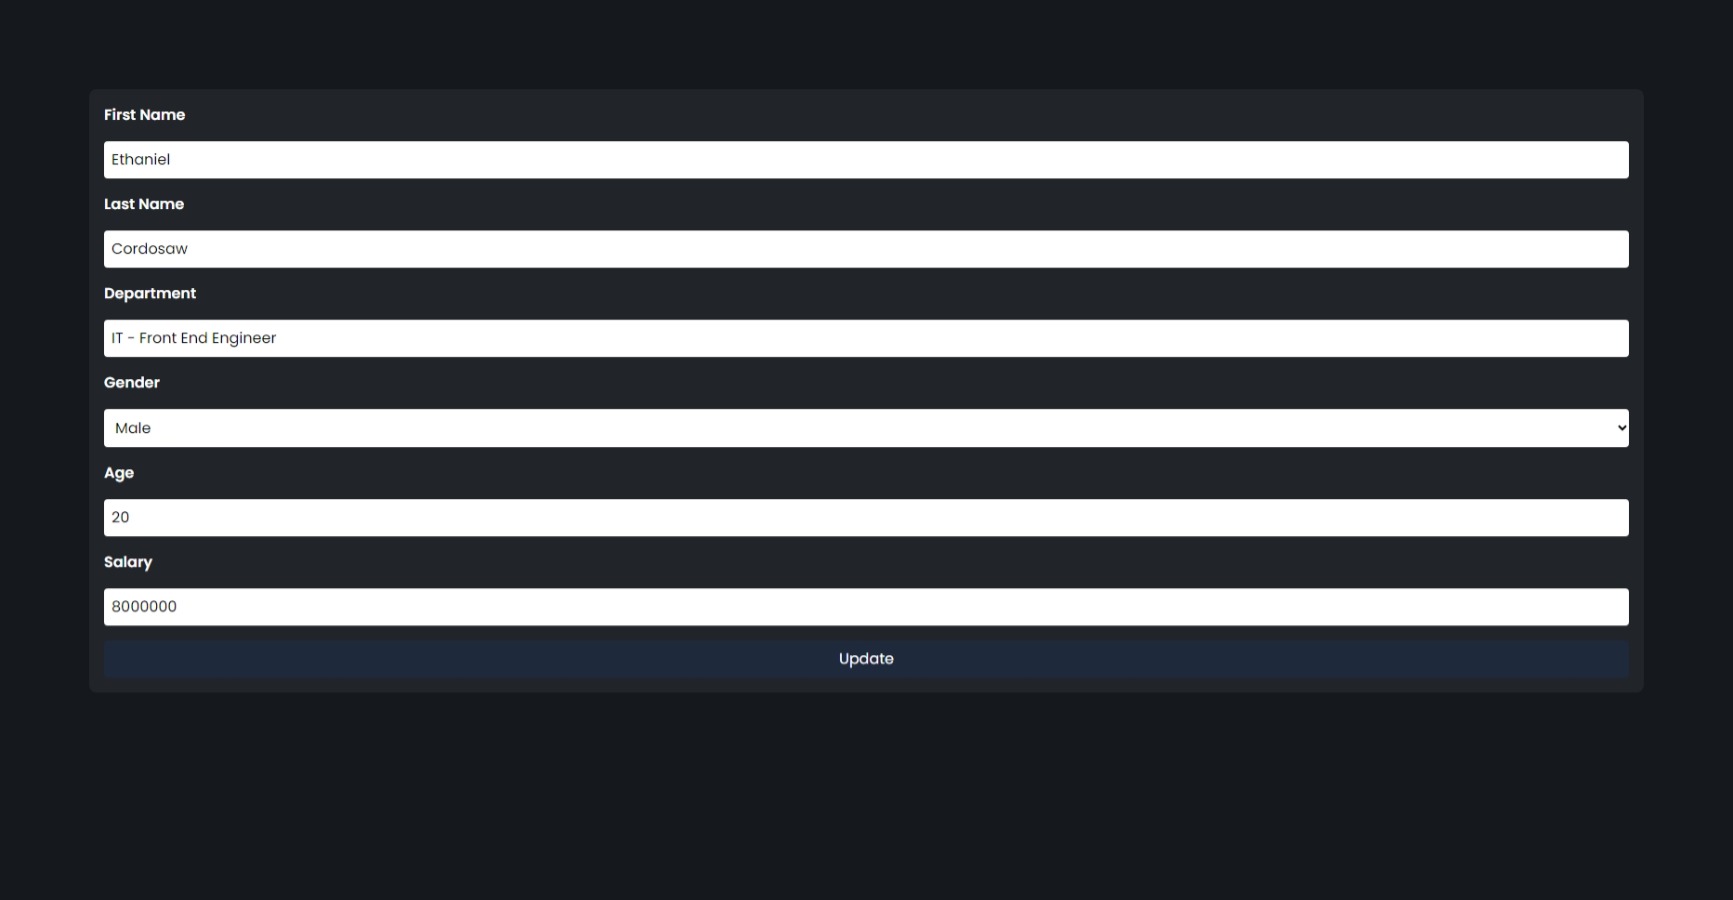 First Name
Ethaniel
Last Name
Cordosaw
Department
IT - Front End Engineer
Gender
Male
Age
20
Salary
8000000
Update